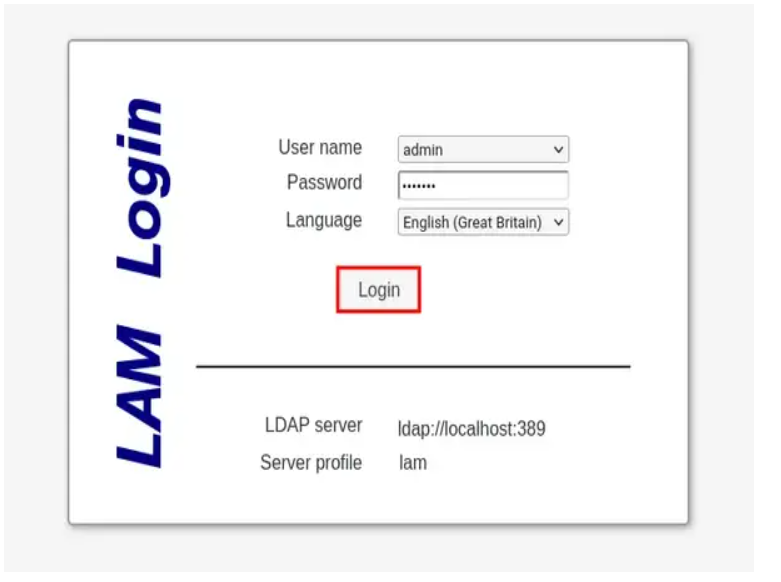 LAM Login
User name admin
Password •••••••
Language English (Great Britain)
Login
LDAP server ldap://localhost:389
Server profile lam